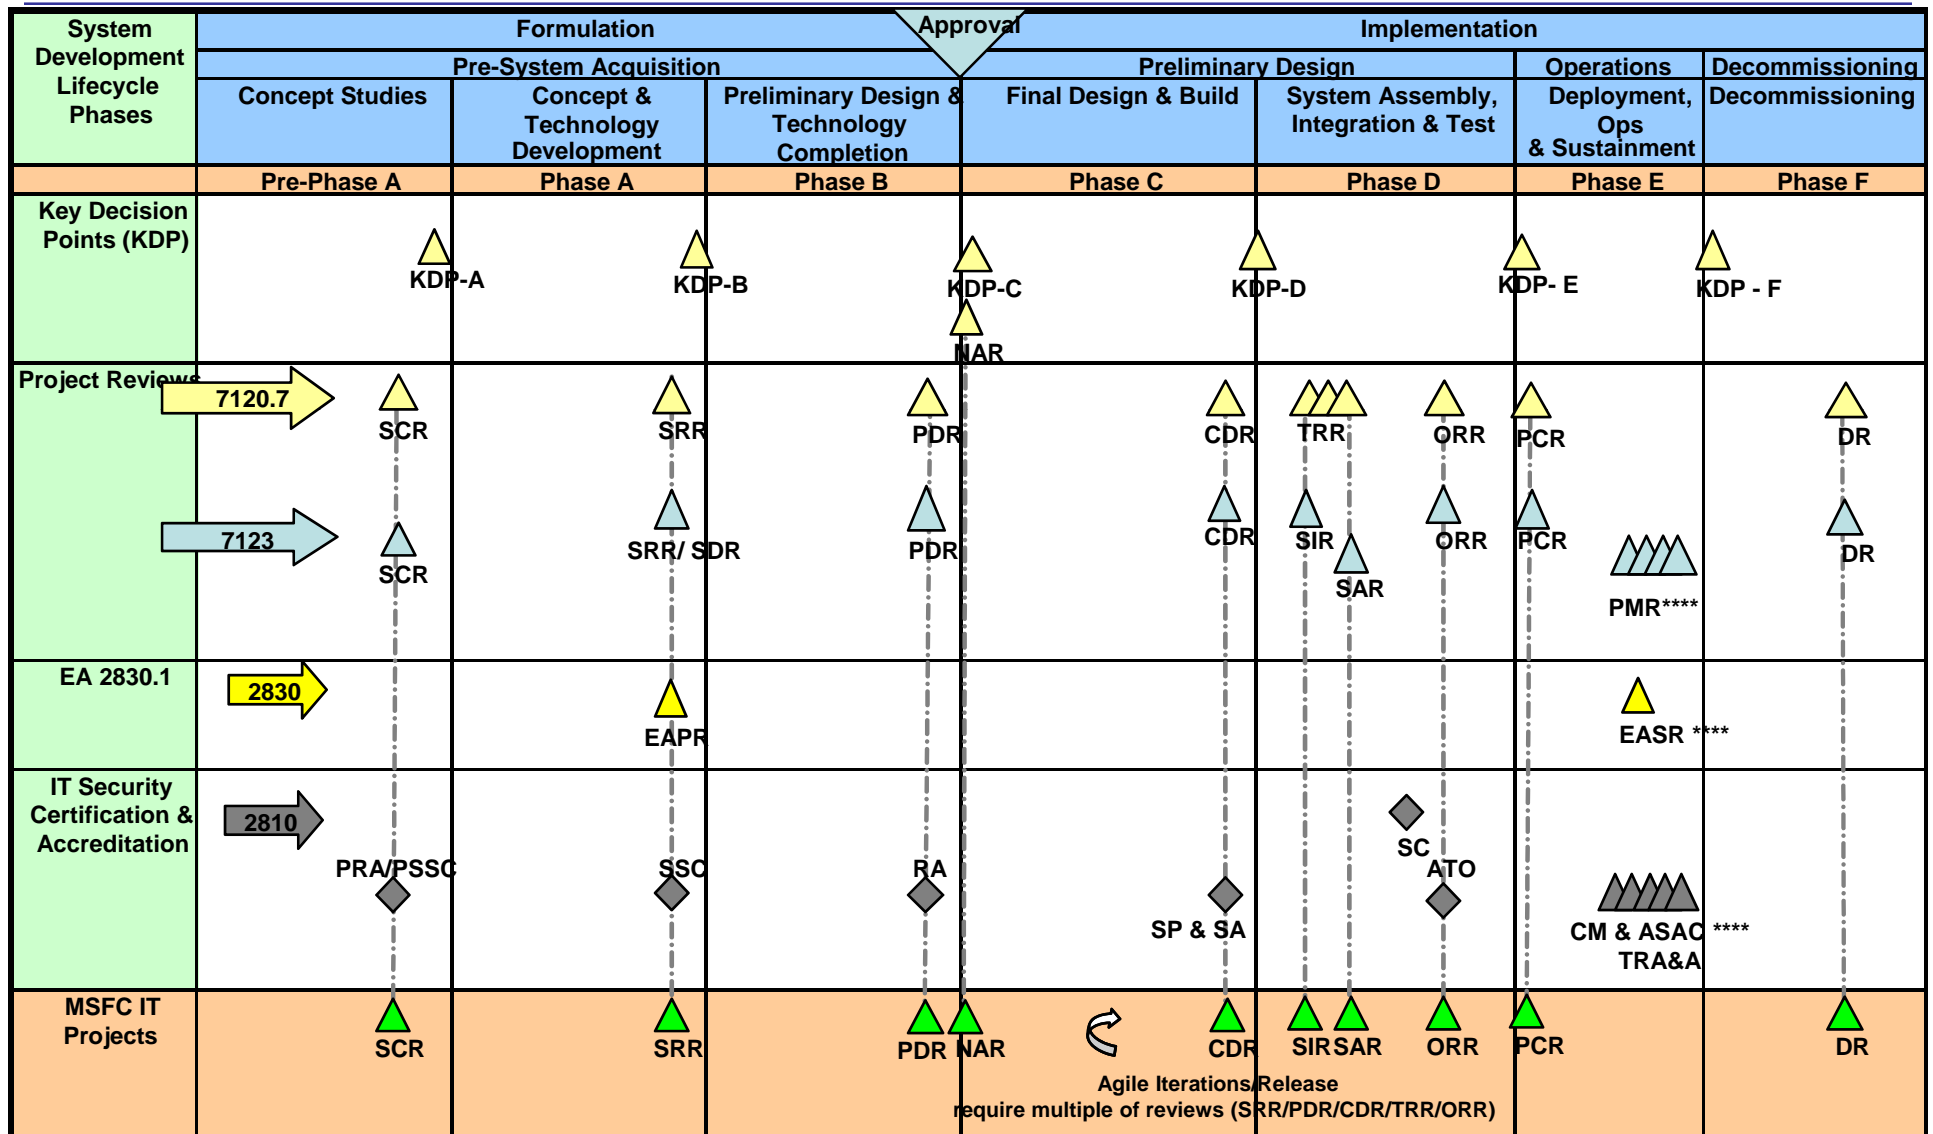 System
Development
Lifecycle
Phases
Formulation
Approval
Implementation
Pre-System Acquisition
Preliminary Design
Operations
Decommissioning
Concept Studies
Concept &
Technology
Development
Preliminary Design &
Technology
Completion
Final Design & Build
System Assembly,
Integration & Test
Deployment,
Ops
& Sustainment
Decommissioning
Pre-Phase A
Phase A
Phase B
Phase C
Phase D
Phase E
Phase F
Key Decision
Points (KDP)
KDP-A
KDP-B
KDP-C
KDP-D
KDP- E
KDP - F
NAR
Project Reviews
7120.7
SCR
SRR
PDR
CDR
TRR
ORR
PCR
DR
7123
SCR
SRR/ SDR
PDR
CDR
SIR
SAR
ORR
PCR
PMR****
DR
EA 2830.1
2830
EAPR
EASR ****
IT Security
Certification &
Accreditation
2810
PRA/PSSC
SSC
RA
SP & SA
SC
ATO
CM & ASAC ****
TRA&A
MSFC IT
Projects
SCR
SRR
PDR
NAR
CDR
SIR
SAR
ORR
PCR
DR
Agile Iterations/Release
require multiple of reviews (SRR/PDR/CDR/TRR/ORR)